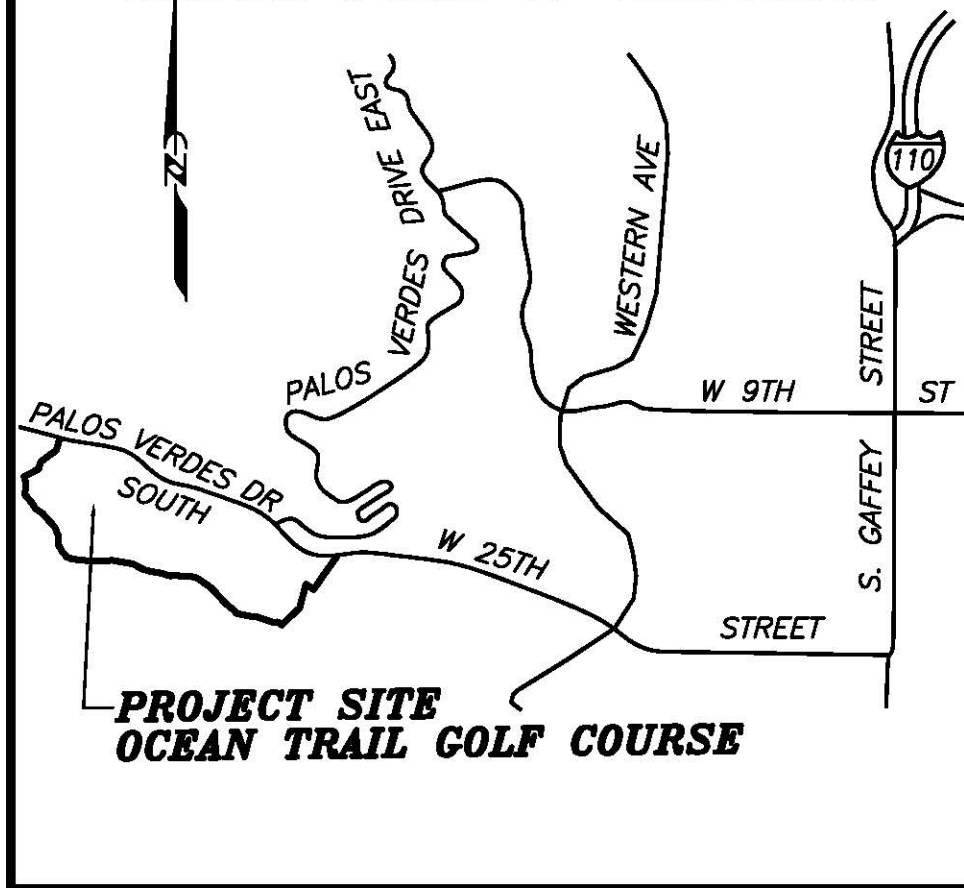 N
PALOS VERDES DRIVE EAST
WESTERN AVE
110
W 9TH ST
S. GAFFEY STREET
PALOS VERDES DR
SOUTH
W 25TH STREET
PROJECT SITE
OCEAN TRAIL GOLF COURSE